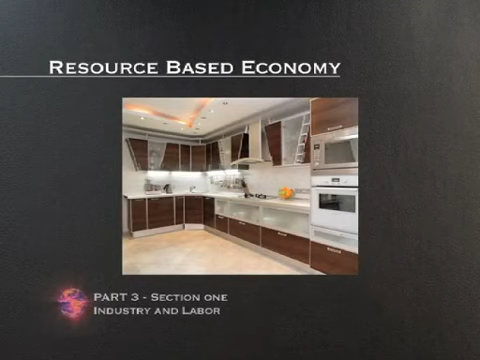 Resource Based Economy
PART 3 - Section one
Industry and Labor